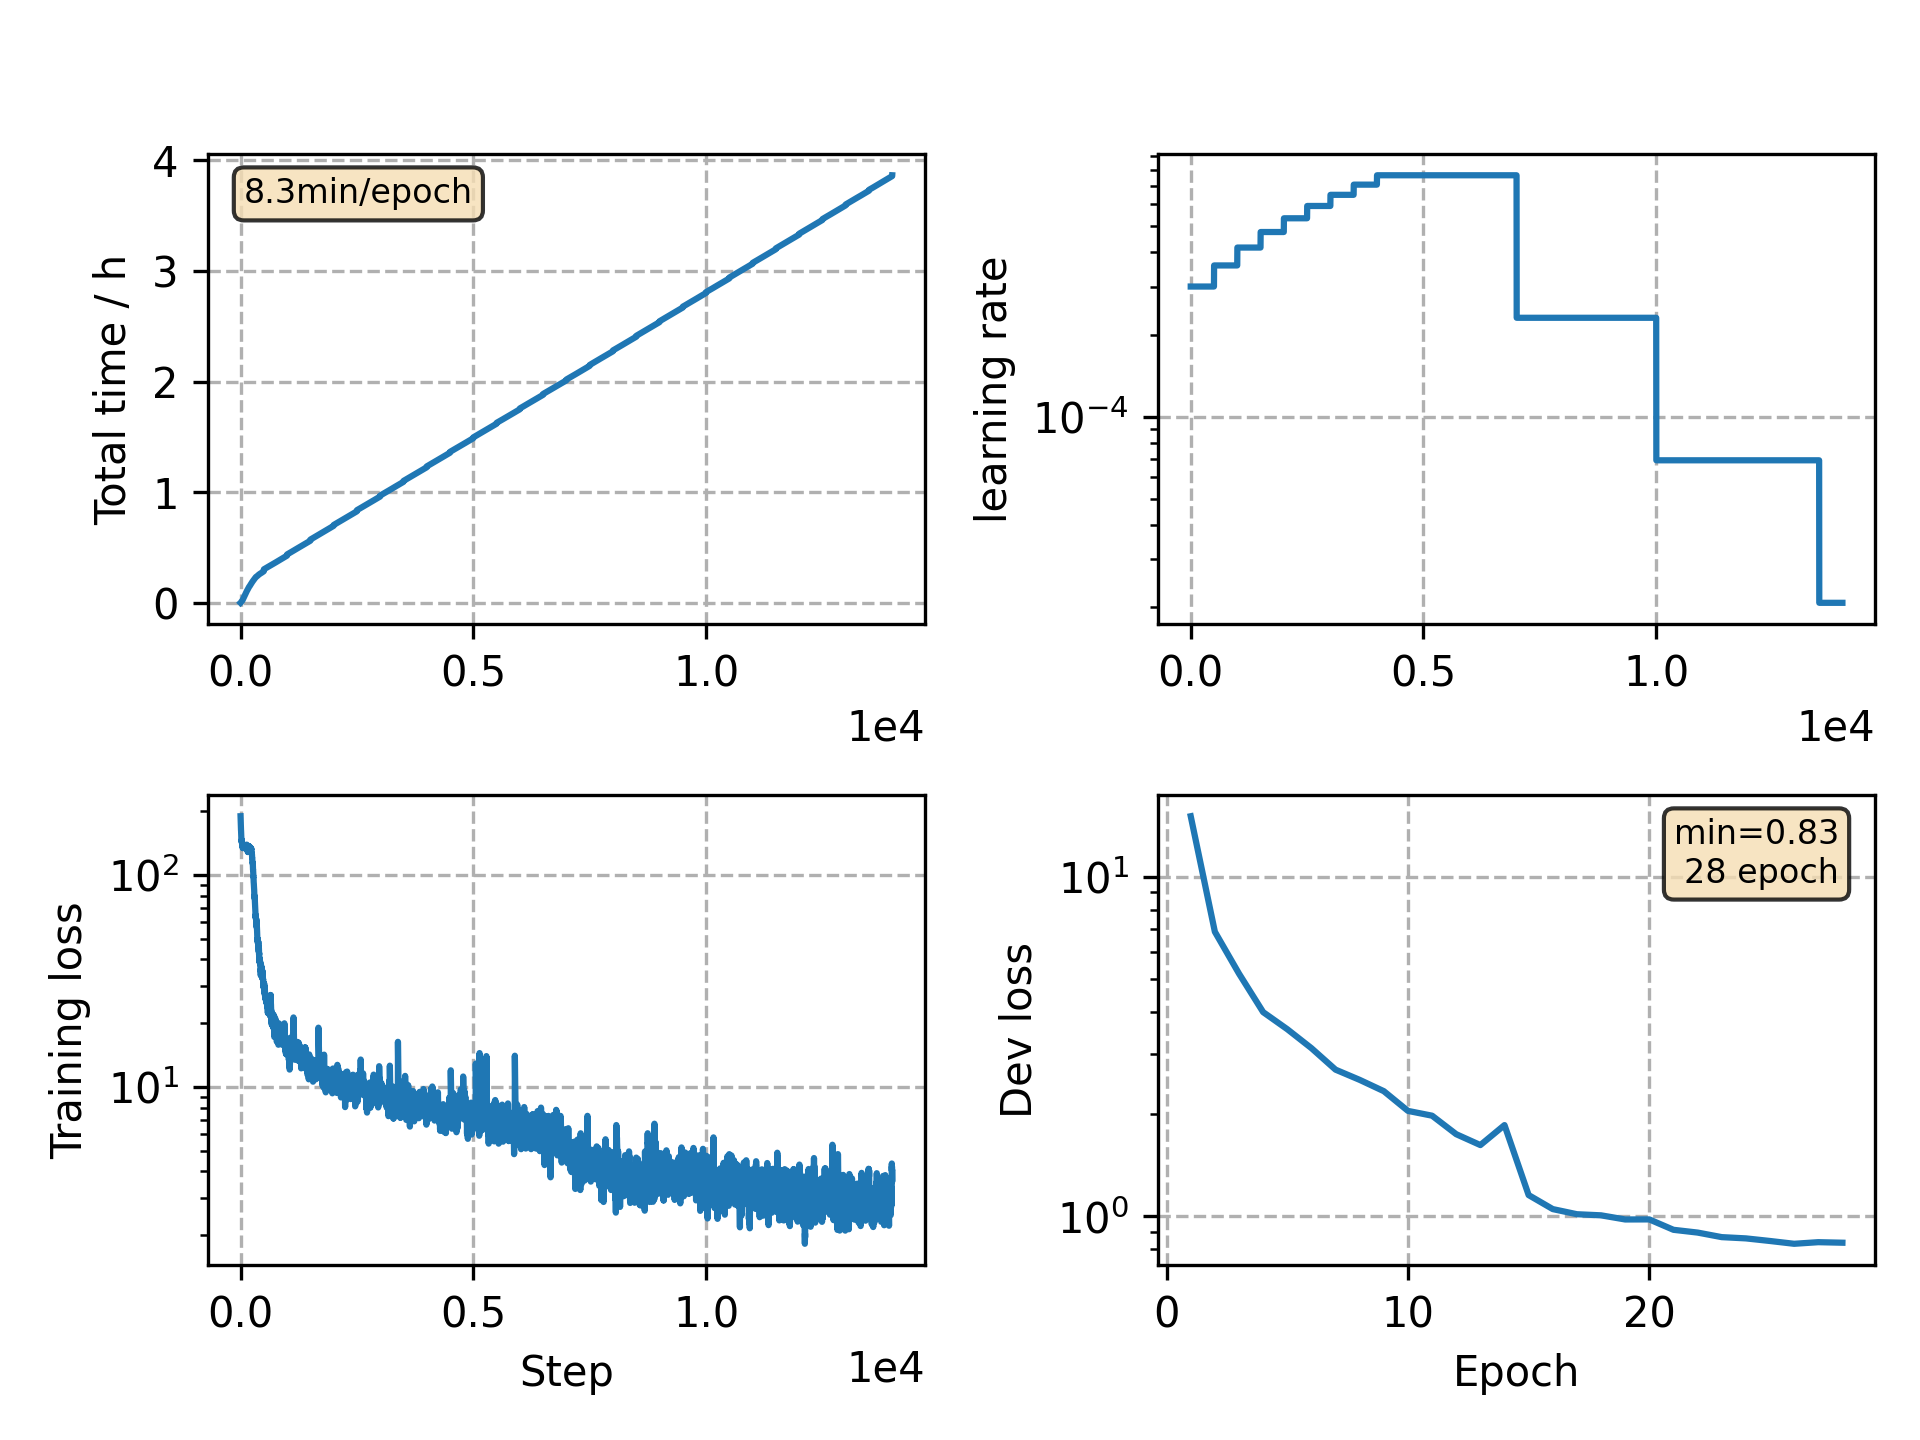 Total time / h
4
3
2
1
0
8.3min/epoch
0.0 0.5 1.0
1e4
learning rate
10⁻⁴
0.0 0.5 1.0
1e4
Training loss
10²
10¹
0.0 0.5 1.0
1e4
Step
Dev loss
10¹
10⁰
min=0.83
28 epoch
0 10 20
Epoch